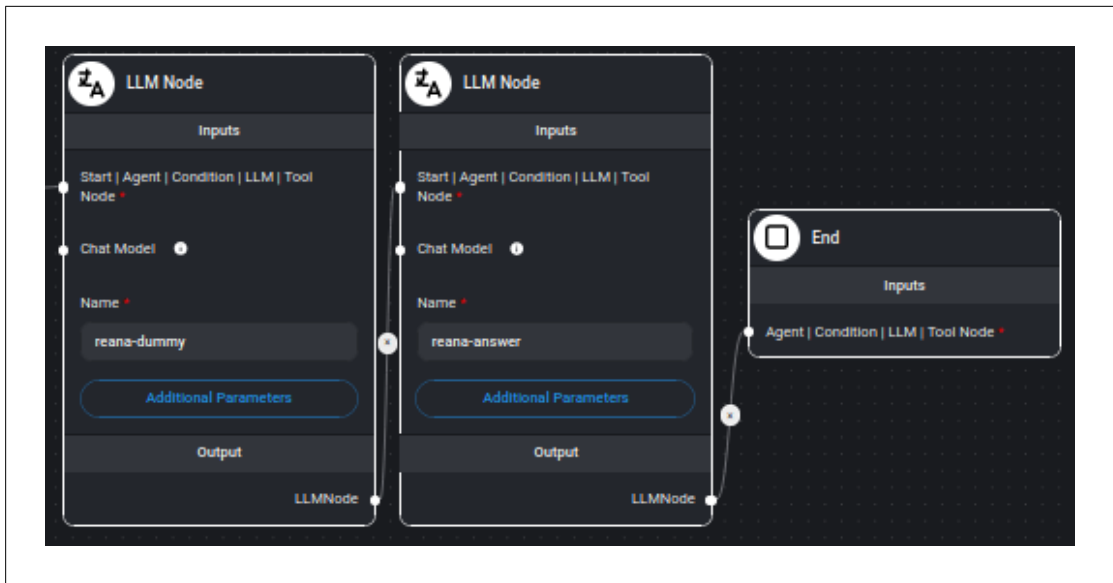 LLM Node
Inputs
Start | Agent | Condition | LLM | Tool
Node *
Chat Model
Name *
reana-dummy
Additional Parameters
Output
LLMNode
LLM Node
Inputs
Start | Agent | Condition | LLM | Tool
Node *
Chat Model
Name *
reana-answer
Additional Parameters
Output
LLMNode
End
Inputs
Agent | Condition | LLM | Tool Node *